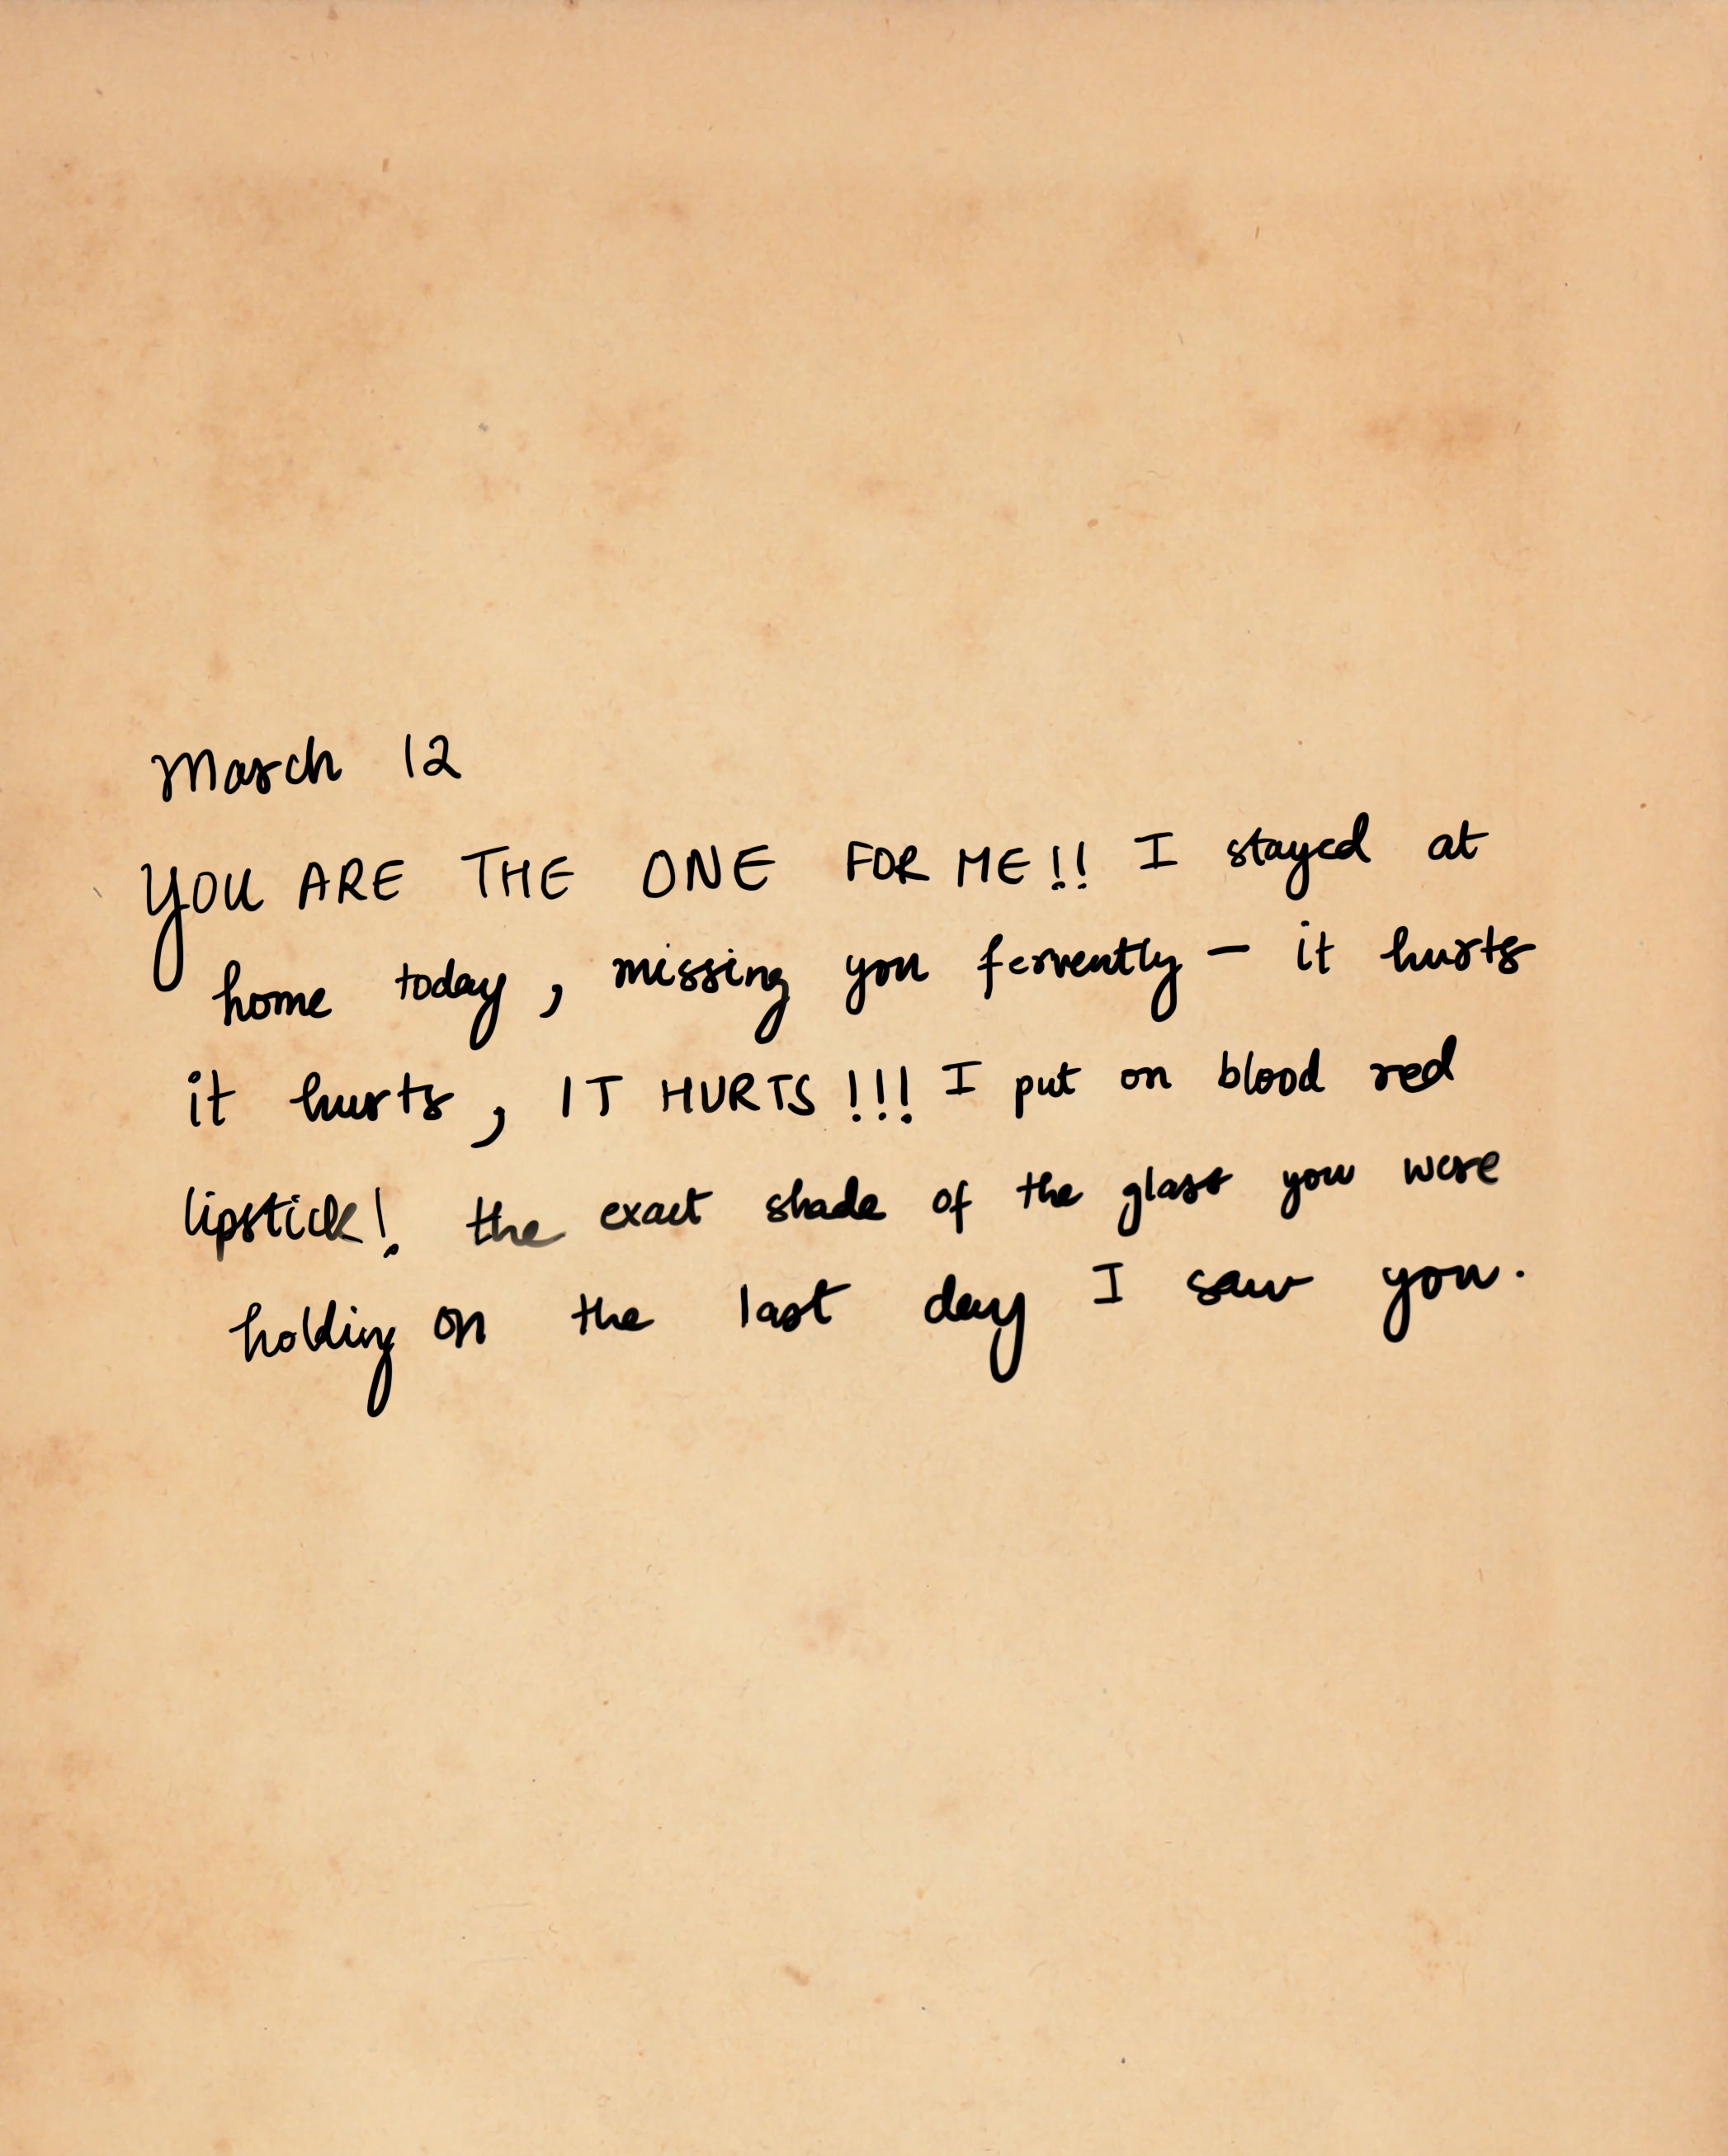 March 12
YOU ARE THE ONE FOR ME!! I stayed at
home today, missing you fervently – it hurts
it hurts, IT HURTS!!! I put on blood red
lipstick! the exact shade of the glass you were
holding on the last day I saw you.